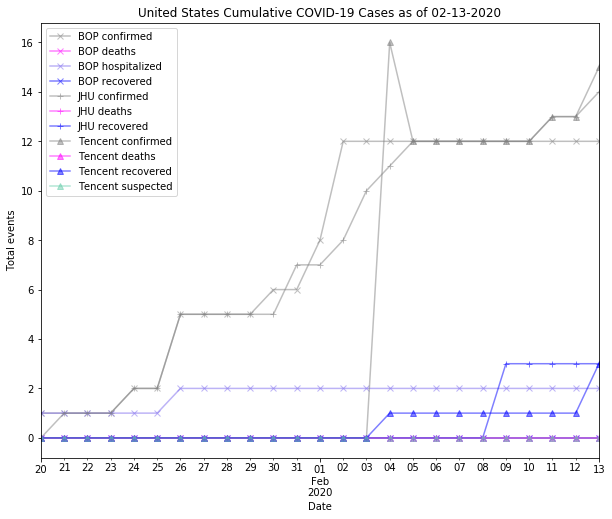 United States Cumulative COVID-19 Cases as of 02-13-2020
BOP confirmed
BOP deaths
BOP hospitalized
BOP recovered
JHU confirmed
JHU deaths
JHU recovered
Tencent confirmed
Tencent deaths
Tencent recovered
Tencent suspected
Total events
16
14
12
10
8
6
4
2
0
20 21 22 23 24 25 26 27 28 29 30 31 01 02 03 04 05 06 07 08 09 10 11 12 13
Feb
2020
Date